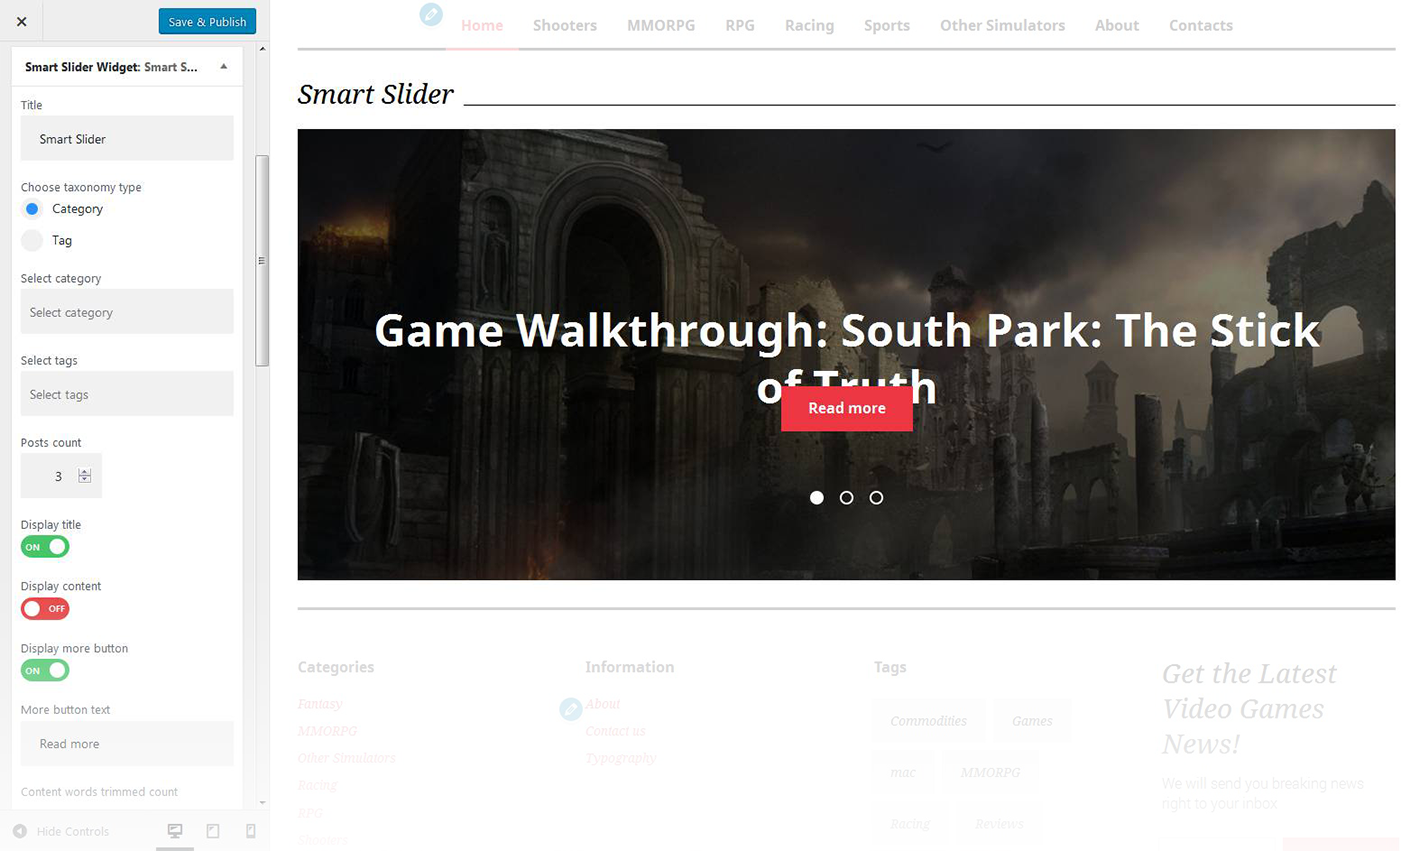 Save & Publish
Smart Slider Widget: Smart S...
Title
Smart Slider
Choose taxonomy type
Category
Tag
Select category
Select category
Select tags
Select tags
Posts count
3
Display title
ON
Display content
OFF
Display more button
ON
More button text
Read more
Content words trimmed count
Hide Controls
Home Shooters MMORPG RPG Racing Sports Other Simulators About Contacts
Smart Slider
Game Walkthrough: South Park: The Stick
of Truth
Read more
Categories
Fantasy
MMORPG
Other Simulators
Racing
RPG
Shooters
Information
About
Contact us
Typography
Tags
Commodities Games
mac MMORPG
Racing Reviews
Get the Latest
Video Games
News!
We will send you breaking news
right to your inbox